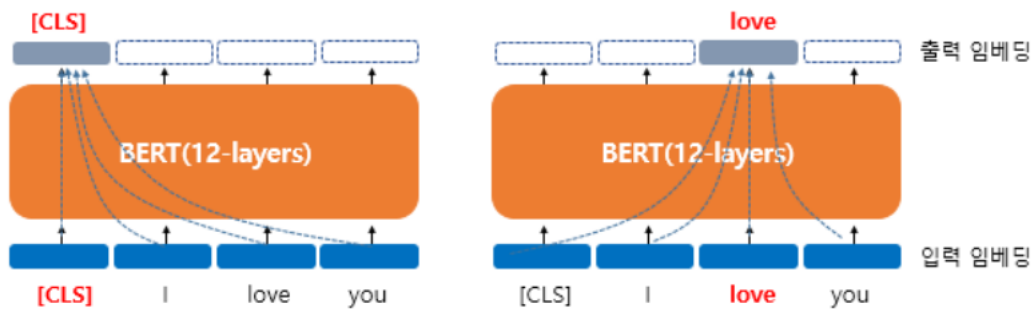 [CLS] love
출력 임베딩
BERT(12-layers) BERT(12-layers)
입력 임베딩
[CLS] I love you [CLS] I love you